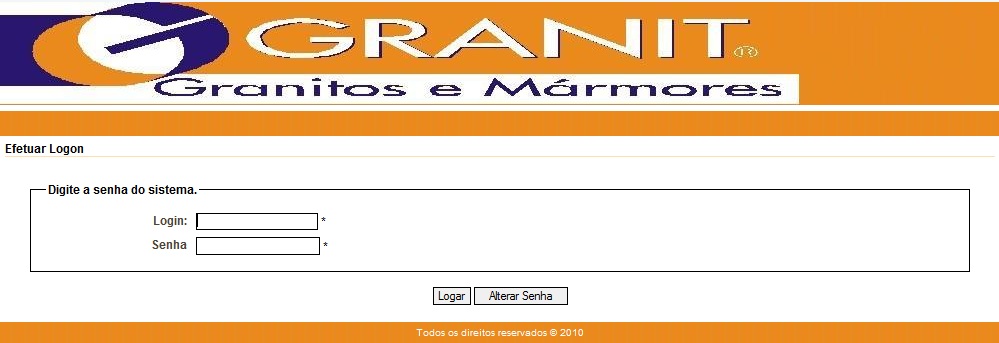 GRANIT ®
Granitos e Mármores
Efetuar Logon
Digite a senha do sistema.
Login: *
Senha *
Logar Alterar Senha
Todos os direitos reservados © 2010